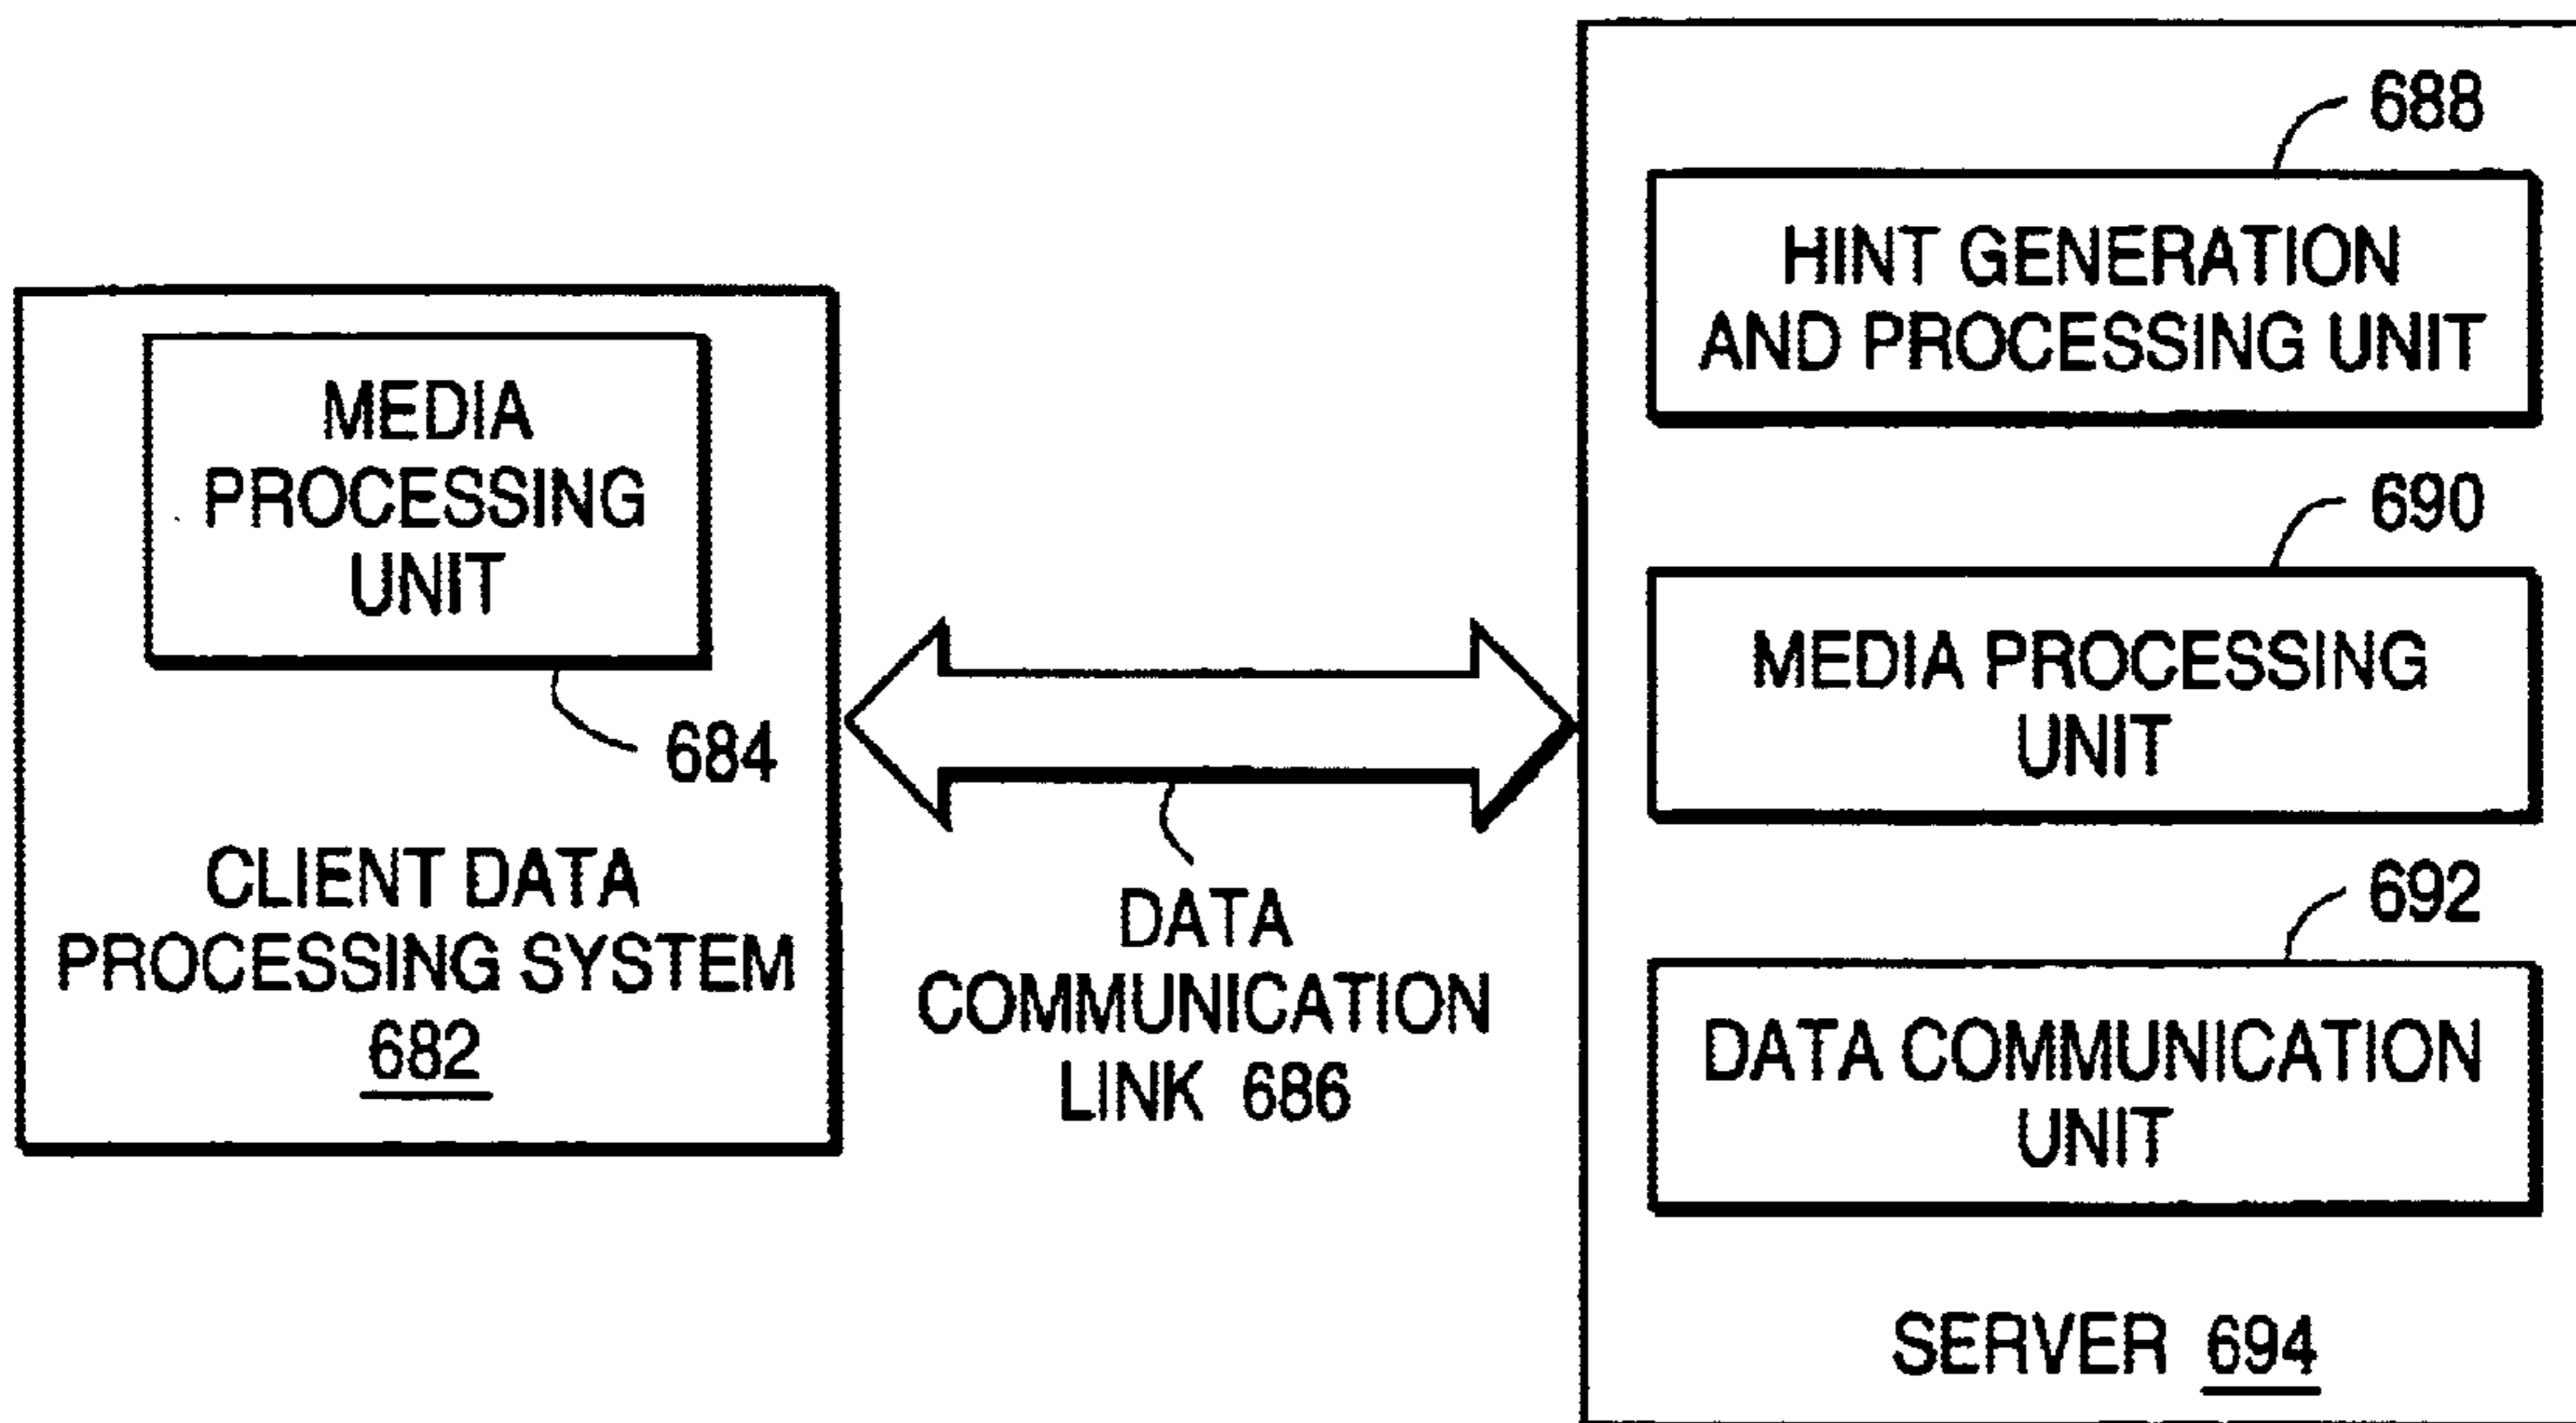 MEDIA
PROCESSING
UNIT
684
CLIENT DATA
PROCESSING SYSTEM
682
DATA
COMMUNICATION
LINK 686
688
HINT GENERATION
AND PROCESSING UNIT
690
MEDIA PROCESSING
UNIT
692
DATA COMMUNICATION
UNIT
SERVER 694